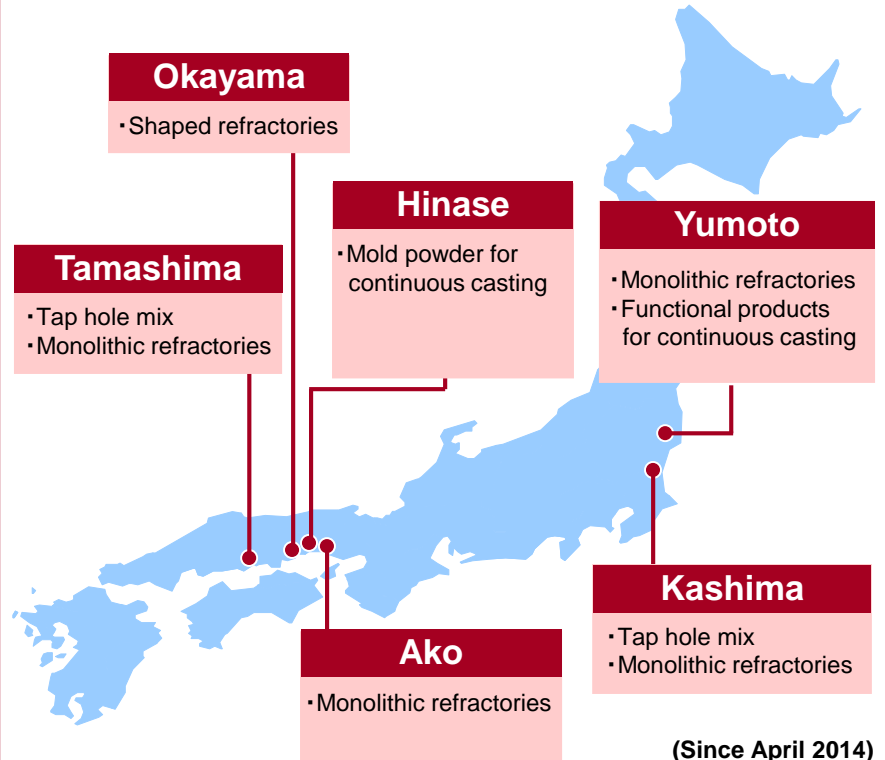 Okayama
・Shaped refractories
Hinase
・Mold powder for
continuous casting
Yumoto
・Monolithic refractories
・Functional products
for continuous casting
Tamashima
・Tap hole mix
・Monolithic refractories
Kashima
・Tap hole mix
・Monolithic refractories
Ako
・Monolithic refractories
(Since April 2014)